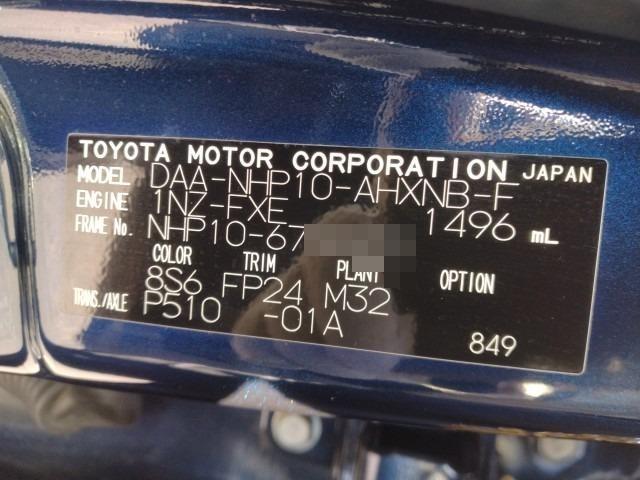 TOYOTA MOTOR CORPORATION JAPAN
MODEL DAA-NHP10-AHXNB-F
ENGINE 1NZ-FXE 1496 mL
FRAME No. NHP10-67
COLOR TRIM PLANT OPTION
8S6 FP24 M32
TRANS./AXLE P510 -01A 849